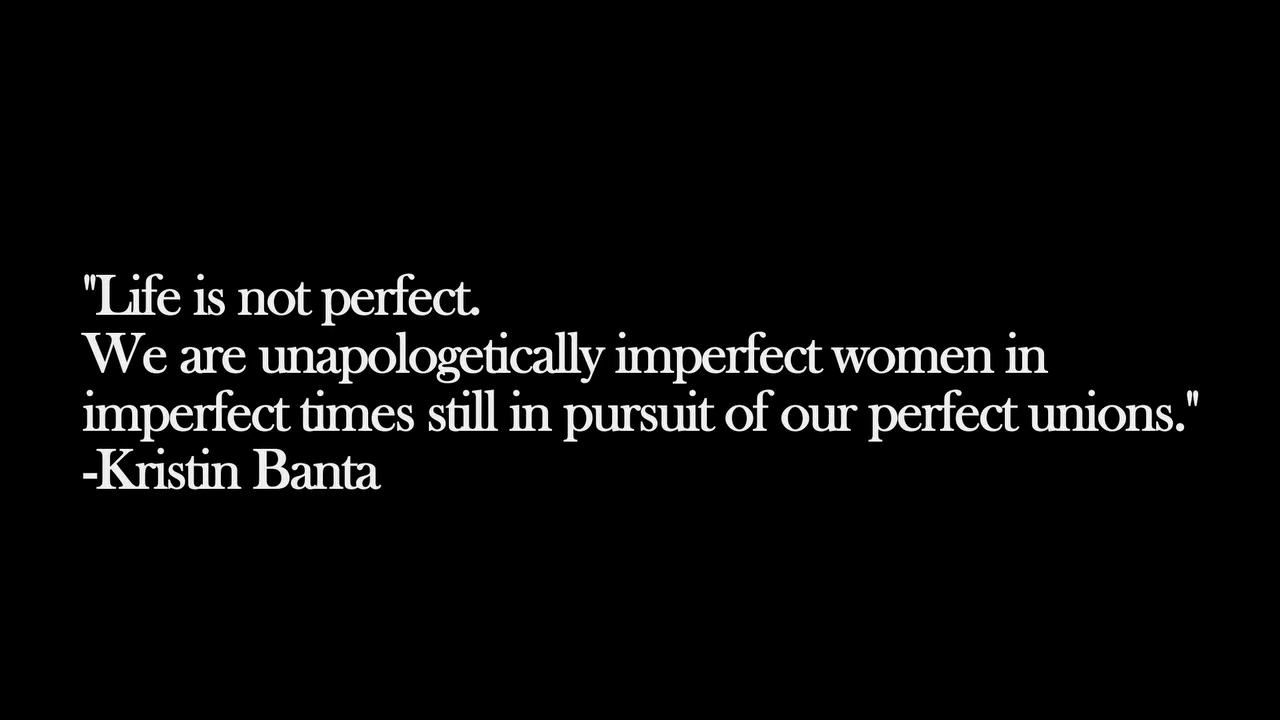 "Life is not perfect.
We are unapologetically imperfect women in
imperfect times still in pursuit of our perfect unions."
-Kristin Banta